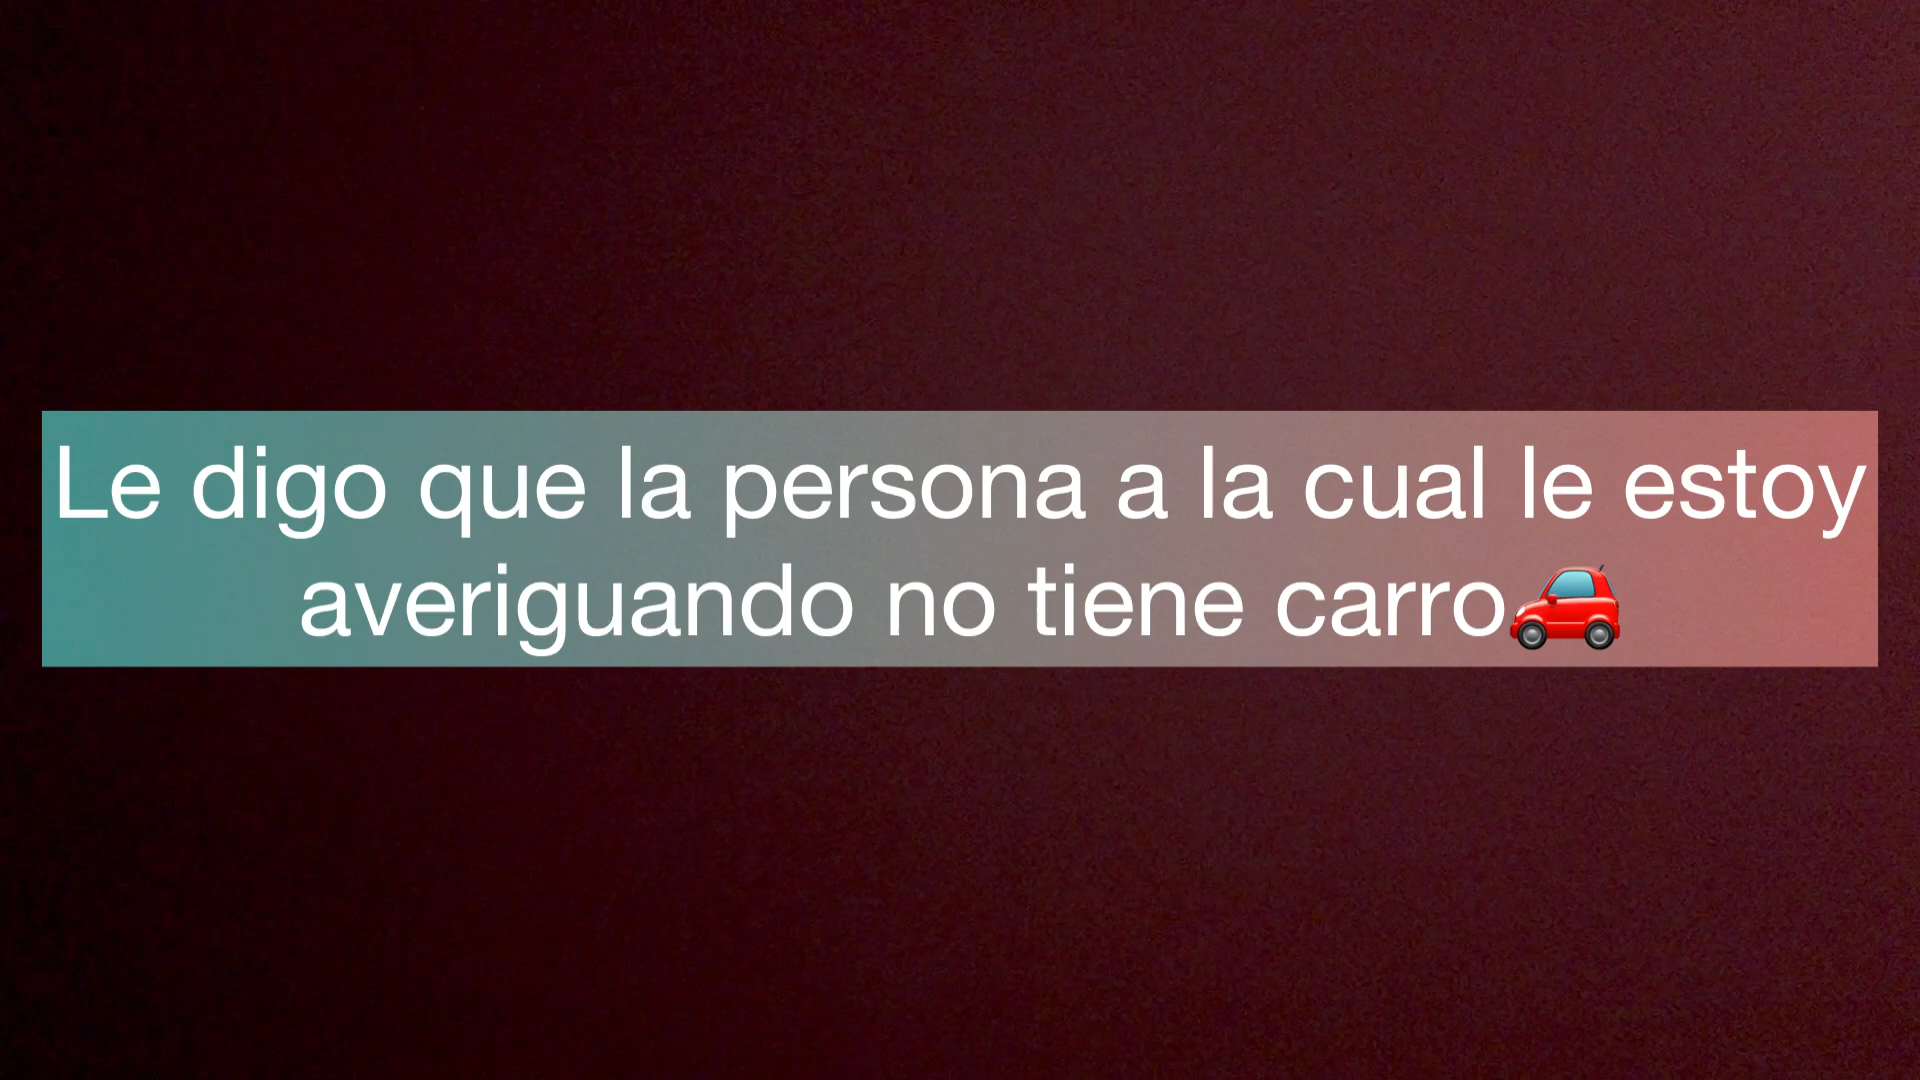 Le digo que la persona a la cual le estoy
averiguando no tiene carro🚗